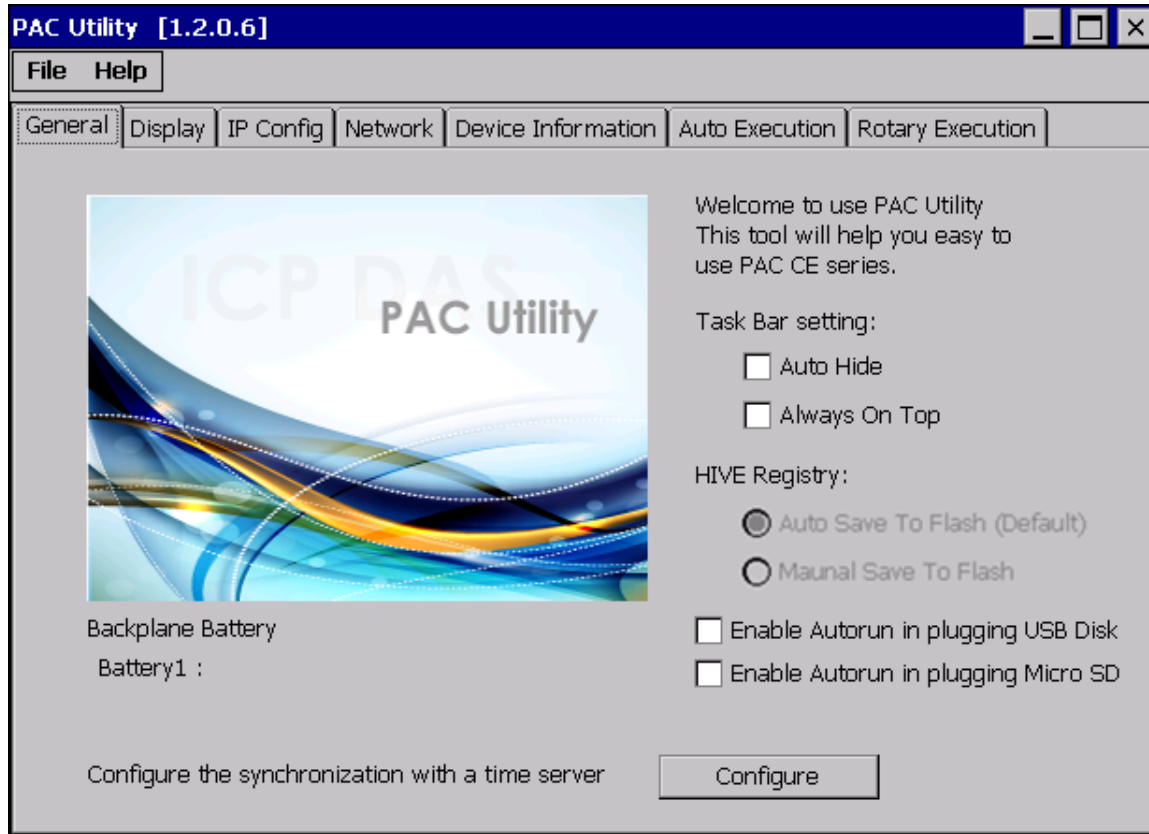 PAC Utility [1.2.0.6]
File Help
General Display IP Config Network Device Information Auto Execution Rotary Execution
ICP DAS
PAC Utility
Welcome to use PAC Utility
This tool will help you easy to
use PAC CE series.
Task Bar setting:
Auto Hide
Always On Top
HIVE Registry:
Auto Save To Flash (Default)
Maunal Save To Flash
Backplane Battery
Battery1 :
Enable Autorun in plugging USB Disk
Enable Autorun in plugging Micro SD
Configure the synchronization with a time server
Configure